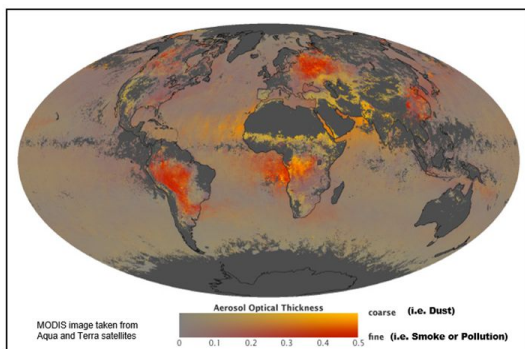 Aerosol Optical Thickness
coarse (i.e. Dust)
fine (i.e. Smoke or Pollution)
0 0.1 0.2 0.3 0.4 0.5
MODIS image taken from
Aqua and Terra satellites